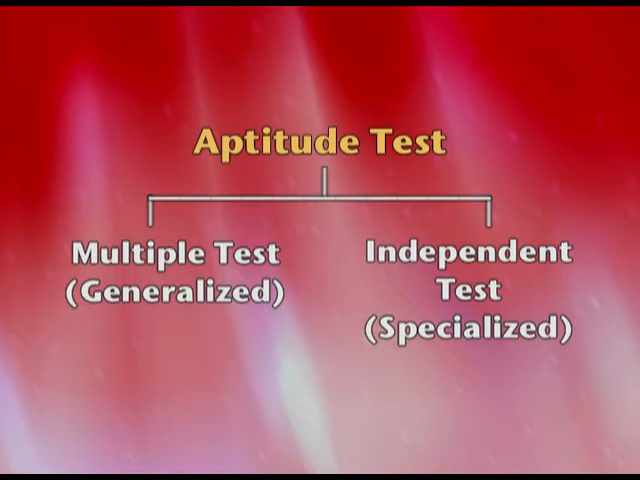 Aptitude Test
Multiple Test
(Generalized)
Independent
Test
(Specialized)